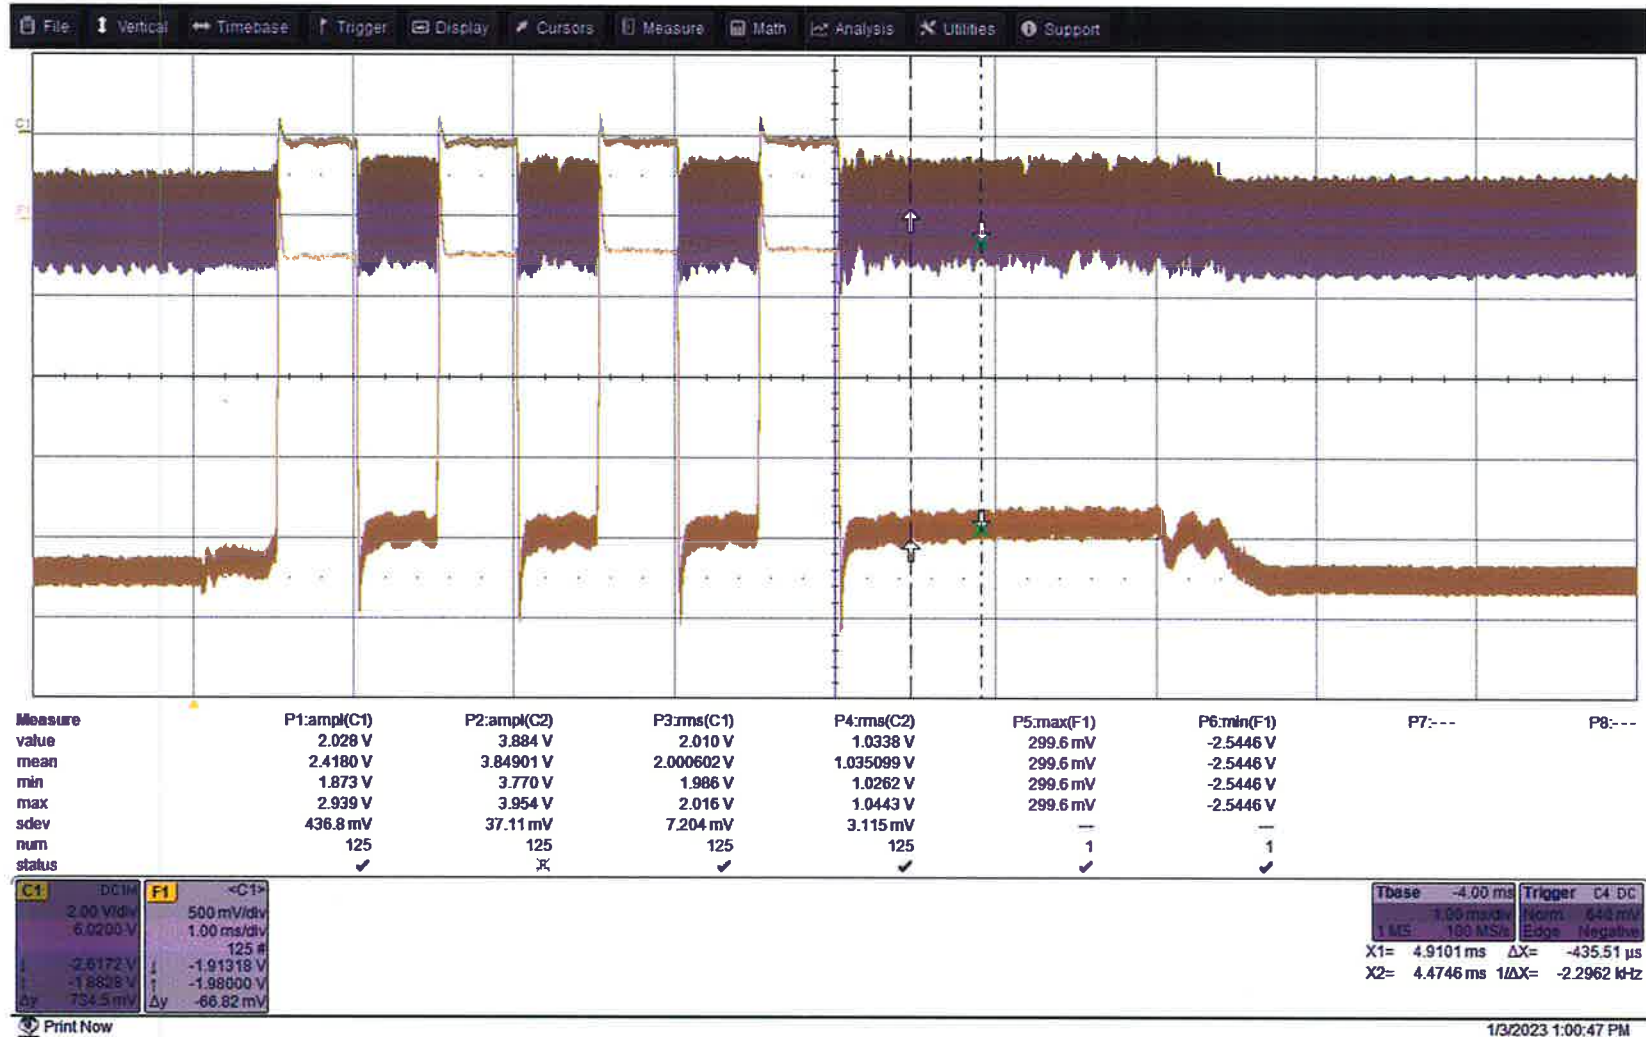 File Vertical Timebase Trigger Display Cursors Measure Math Analysis Utilities Support
C1
F1
Measure P1:ampl(C1) P2:ampl(C2) P3:rms(C1) P4:rms(C2) P5:max(F1) P6:min(F1) P7:--- P8:---
value 2.028 V 3.884 V 2.010 V 1.0338 V 299.6 mV -2.5446 V
mean 2.4180 V 3.84901 V 2.000602 V 1.035099 V 299.6 mV -2.5446 V
min 1.873 V 3.770 V 1.986 V 1.0262 V 299.6 mV -2.5446 V
max 2.939 V 3.954 V 2.016 V 1.0443 V 299.6 mV -2.5446 V
sdev 436.8 mV 37.11 mV 7.204 mV 3.115 mV --- ---
num 125 125 125 125 1 1
status
C1 DC1M
2.00 V/div
6.0200 V
-2.6172 V
-1.8828 V
Δy 734.5 mV
F1 <C1>
500 mV/div
1.00 ms/div
125 #
-1.91318 V
-1.98000 V
Δy -66.82 mV
Tbase -4.00 ms
1.00 ms/div
1 MS 100 MS/s
Trigger C4 DC
Norm 640 mV
Edge Negative
X1= 4.9101 ms ΔX= -435.51 µs
X2= 4.4746 ms 1/ΔX= -2.2962 kHz
Print Now
1/3/2023 1:00:47 PM